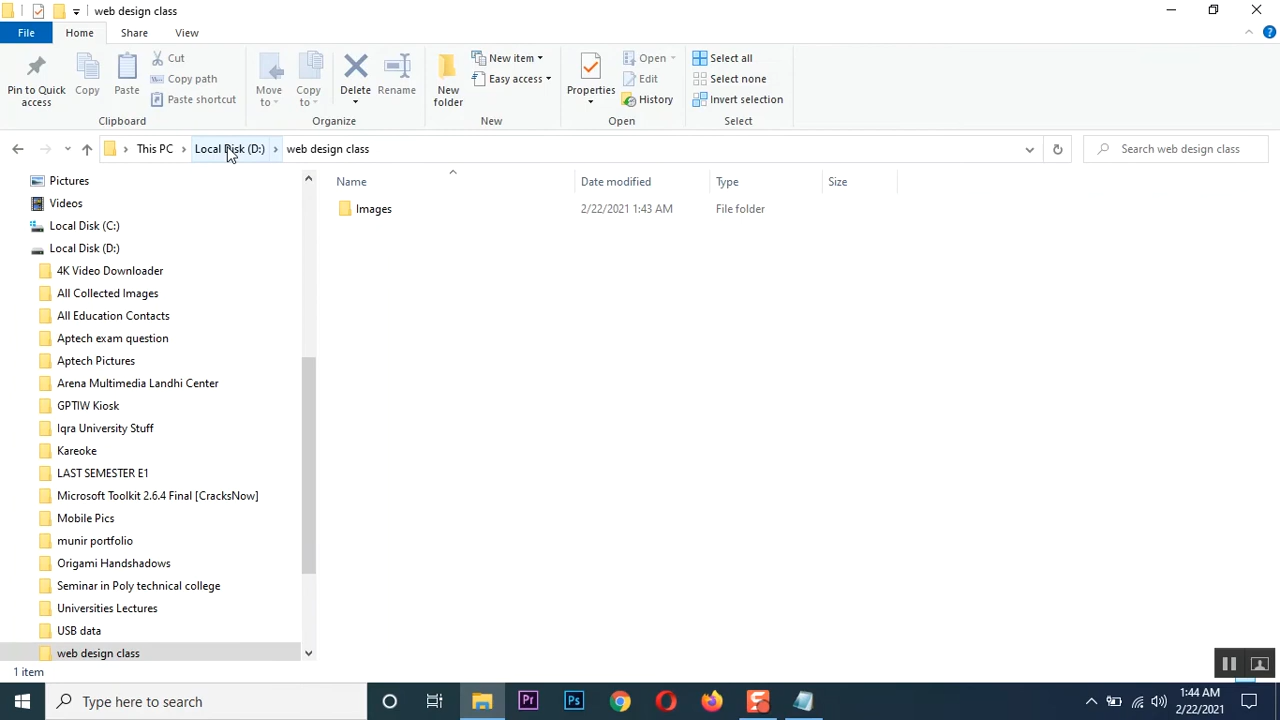 web design class
File Home Share View
Pin to Quick access
Copy
Paste
Cut
Copy path
Paste shortcut
Clipboard
Move to
Copy to
Delete
Rename
Organize
New folder
New item
Easy access
New
Properties
Open
Edit
History
Open
Select all
Select none
Invert selection
Select
This PC > Local Disk (D:) > web design class
Search web design class
Name Date modified Type Size
Images 2/22/2021 1:43 AM File folder
Pictures
Videos
Local Disk (C:)
Local Disk (D:)
4K Video Downloader
All Collected Images
All Education Contacts
Aptech exam question
Aptech Pictures
Arena Multimedia Landhi Center
GPTIW Kiosk
Iqra University Stuff
Kareoke
LAST SEMESTER E1
Microsoft Toolkit 2.6.4 Final [CracksNow]
Mobile Pics
munir portfolio
Origami Handshadows
Seminar in Poly technical college
Universities Lectures
USB data
web design class
1 item
Type here to search
Pr
Ps
1:44 AM
2/22/2021